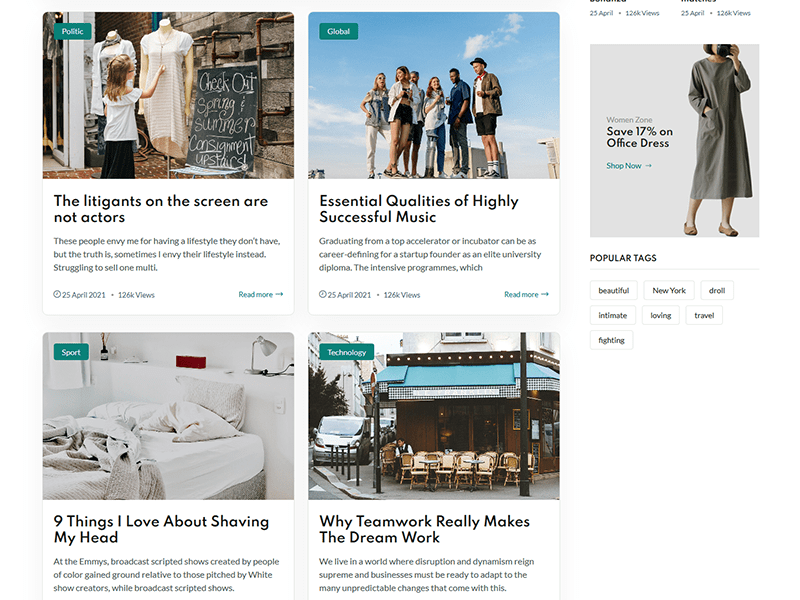 bonanza
matches
25 April • 126k Views
25 April • 126k Views
Politic
Check Out
Spring &
Summer
Consignment
upstairs!
The litigants on the screen are
not actors
These people envy me for having a lifestyle they don't have,
but the truth is, sometimes I envy their lifestyle instead.
Struggling to sell one multi.
25 April 2021 • 126k Views
Read more →
Global
Essential Qualities of Highly
Successful Music
Graduating from a top accelerator or incubator can be as
career-defining for a startup founder as an elite university
diploma. The intensive programmes, which
25 April 2021 • 126k Views
Read more →
Women Zone
Save 17% on
Office Dress
Shop Now →
POPULAR TAGS
beautiful
New York
droll
intimate
loving
travel
fighting
Sport
9 Things I Love About Shaving
My Head
At the Emmys, broadcast scripted shows created by people
of color gained ground relative to those pitched by White
show creators, while broadcast scripted shows.
Technology
Why Teamwork Really Makes
The Dream Work
We live in a world where disruption and dynamism reign
supreme and businesses must be ready to adapt to the
many unpredictable changes that come with this.